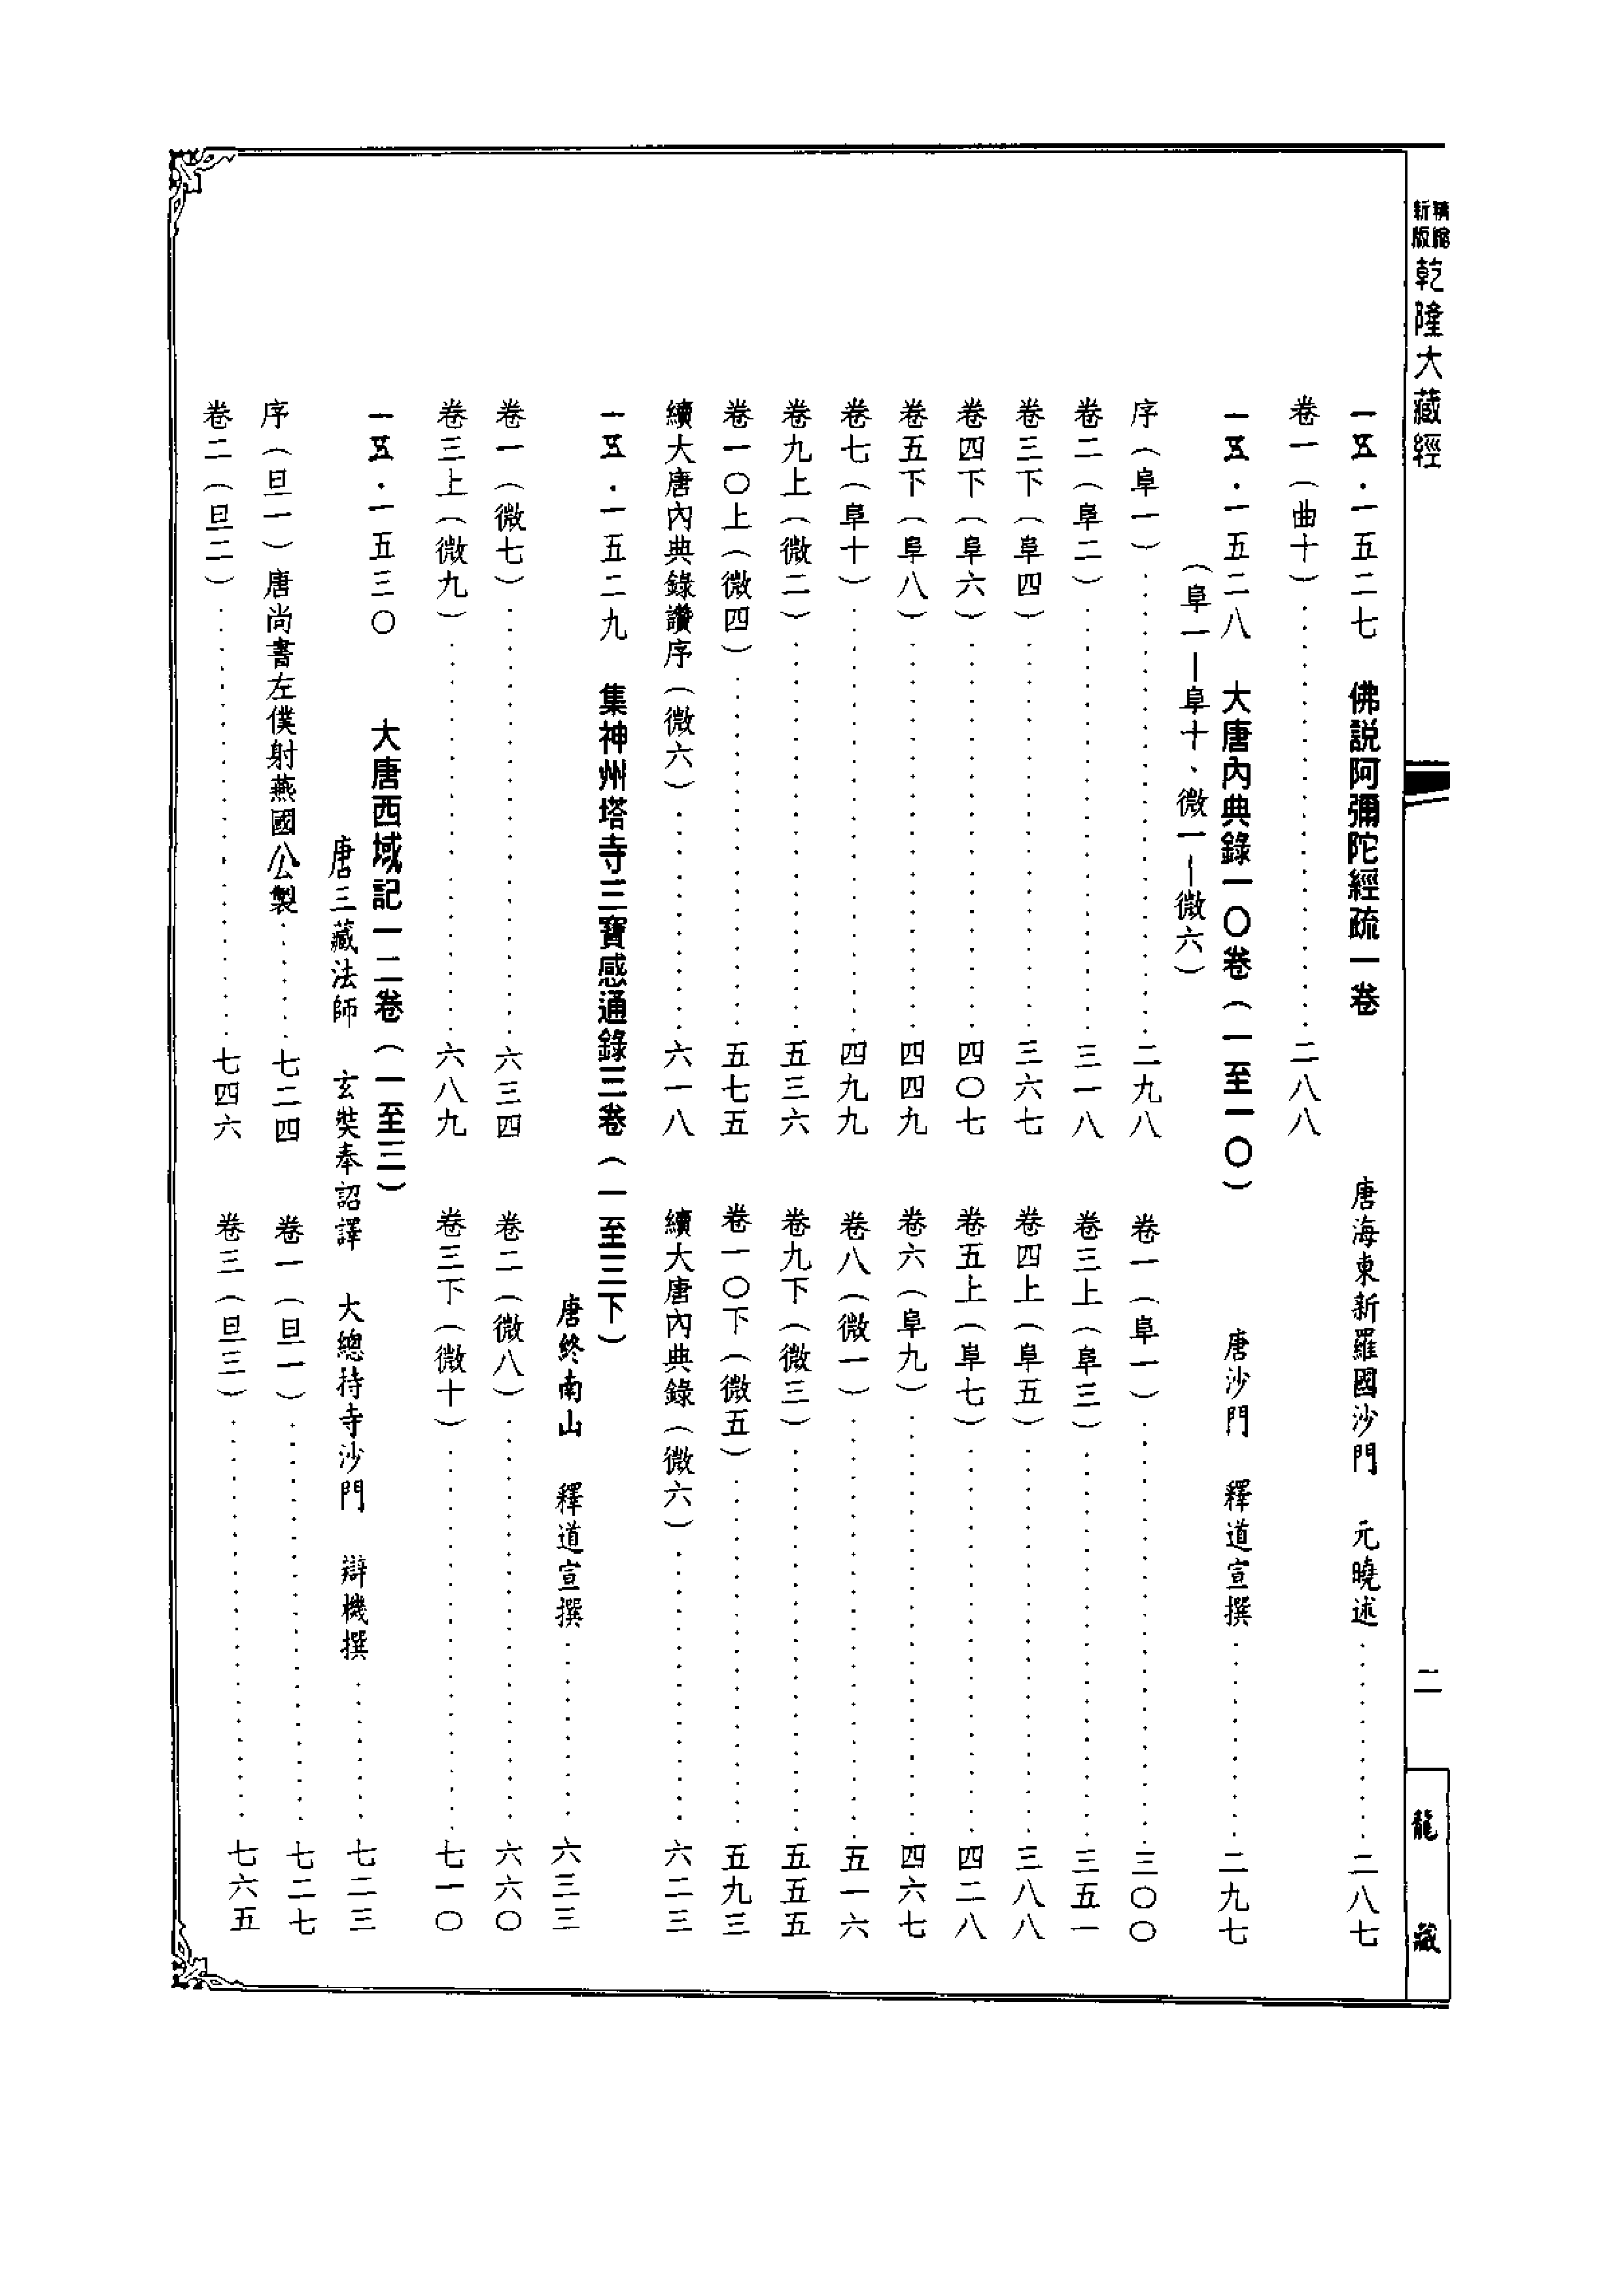 精縮
新版
乾隆大藏經
二
龍藏
一五·一五二七　佛説阿彌陀經疏一卷　唐海東新羅國沙門　元曉述…………二八七
卷一（曲十）…………二八八
一五·一五二八　大唐內典錄一〇卷（一至一〇）　唐沙門　釋道宣撰…………二九七
（阜一—阜十、微一—微六）
序（阜一）…………二九八　卷一（阜一）…………三〇〇
卷二（阜二）…………三一八　卷三上（阜三）…………三五一
卷三下（阜四）…………三六七　卷四上（阜五）…………三八八
卷四下（阜六）…………四〇七　卷五上（阜七）…………四二八
卷五下（阜八）…………四四九　卷六（阜九）…………四六七
卷七（阜十）…………四九九　卷八（微一）…………五一六
卷九上（微二）…………五三六　卷九下（微三）…………五五五
卷一〇上（微四）…………五七五　卷一〇下（微五）…………五九三
續大唐內典錄讚序（微六）…………六一八　續大唐內典錄（微六）…………六二三
一五·一五二九　集神州塔寺三寶感通錄三卷（一至三下）
唐終南山　釋道宣撰…………六三三
卷一（微七）…………六三四　卷二（微八）…………六六〇
卷三上（微九）…………六八九　卷三下（微十）…………七一〇
一五·一五三〇　大唐西域記一二卷（一至三）
唐三藏法師　玄奘奉詔譯　大總持寺沙門　辯機撰…………七二三
序（旦一）唐尚書左僕射燕國公製…………七二四　卷一（旦一）…………七二七
卷二（旦二）…………七四六　卷三（旦三）…………七六五